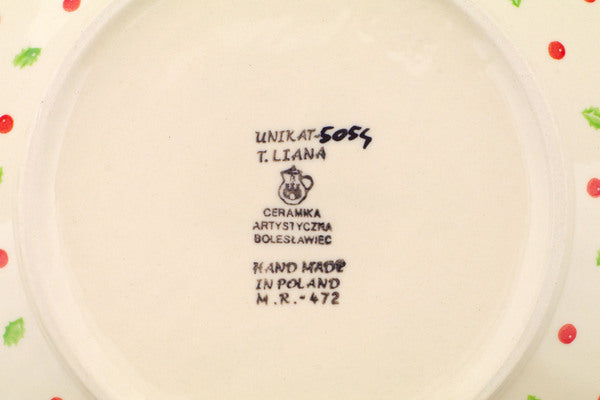 UNIKAT-5054
T. LIANA
CERAMIKA
ARTYSTYCZNA
BOLESŁAWIEC
HAND MADE
IN POLAND
M.R.-472